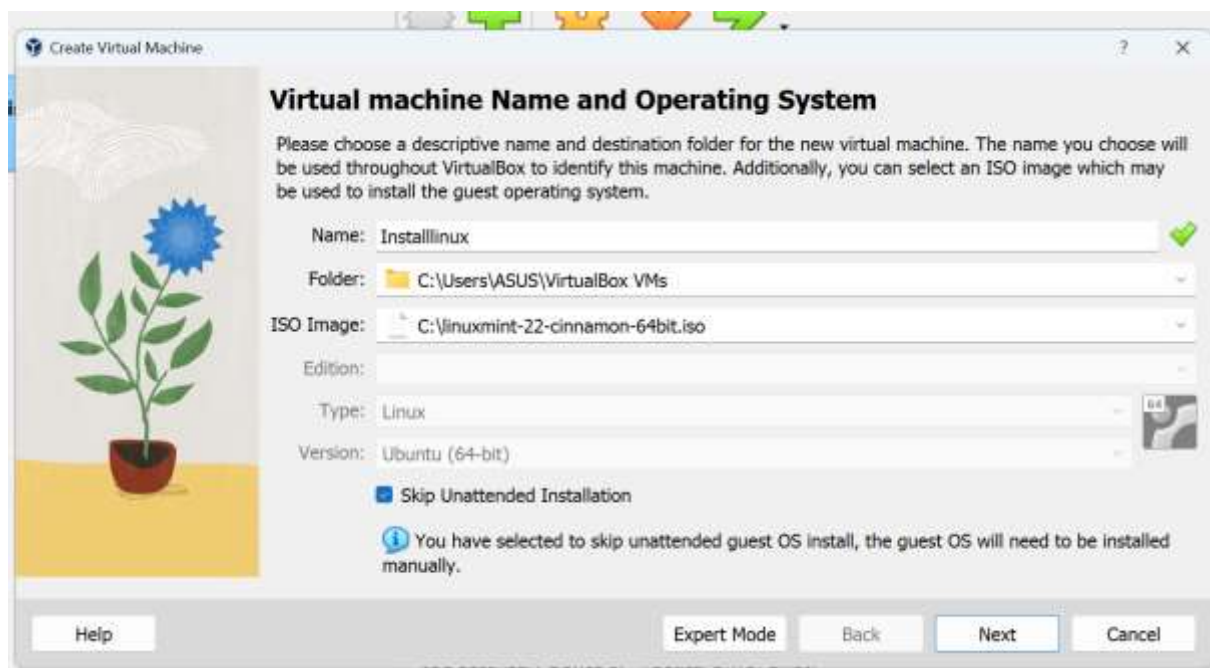 Create Virtual Machine
?
Virtual machine Name and Operating System
Please choose a descriptive name and destination folder for the new virtual machine. The name you choose will
be used throughout VirtualBox to identify this machine. Additionally, you can select an ISO image which may
be used to install the guest operating system.
Name: Installlinux
Folder: C:\Users\ASUS\VirtualBox VMs
ISO Image: C:\linuxmint-22-cinnamon-64bit.iso
Edition:
Type: Linux
64
Version: Ubuntu (64-bit)
Skip Unattended Installation
You have selected to skip unattended guest OS install, the guest OS will need to be installed
manually.
Help Expert Mode Back Next Cancel